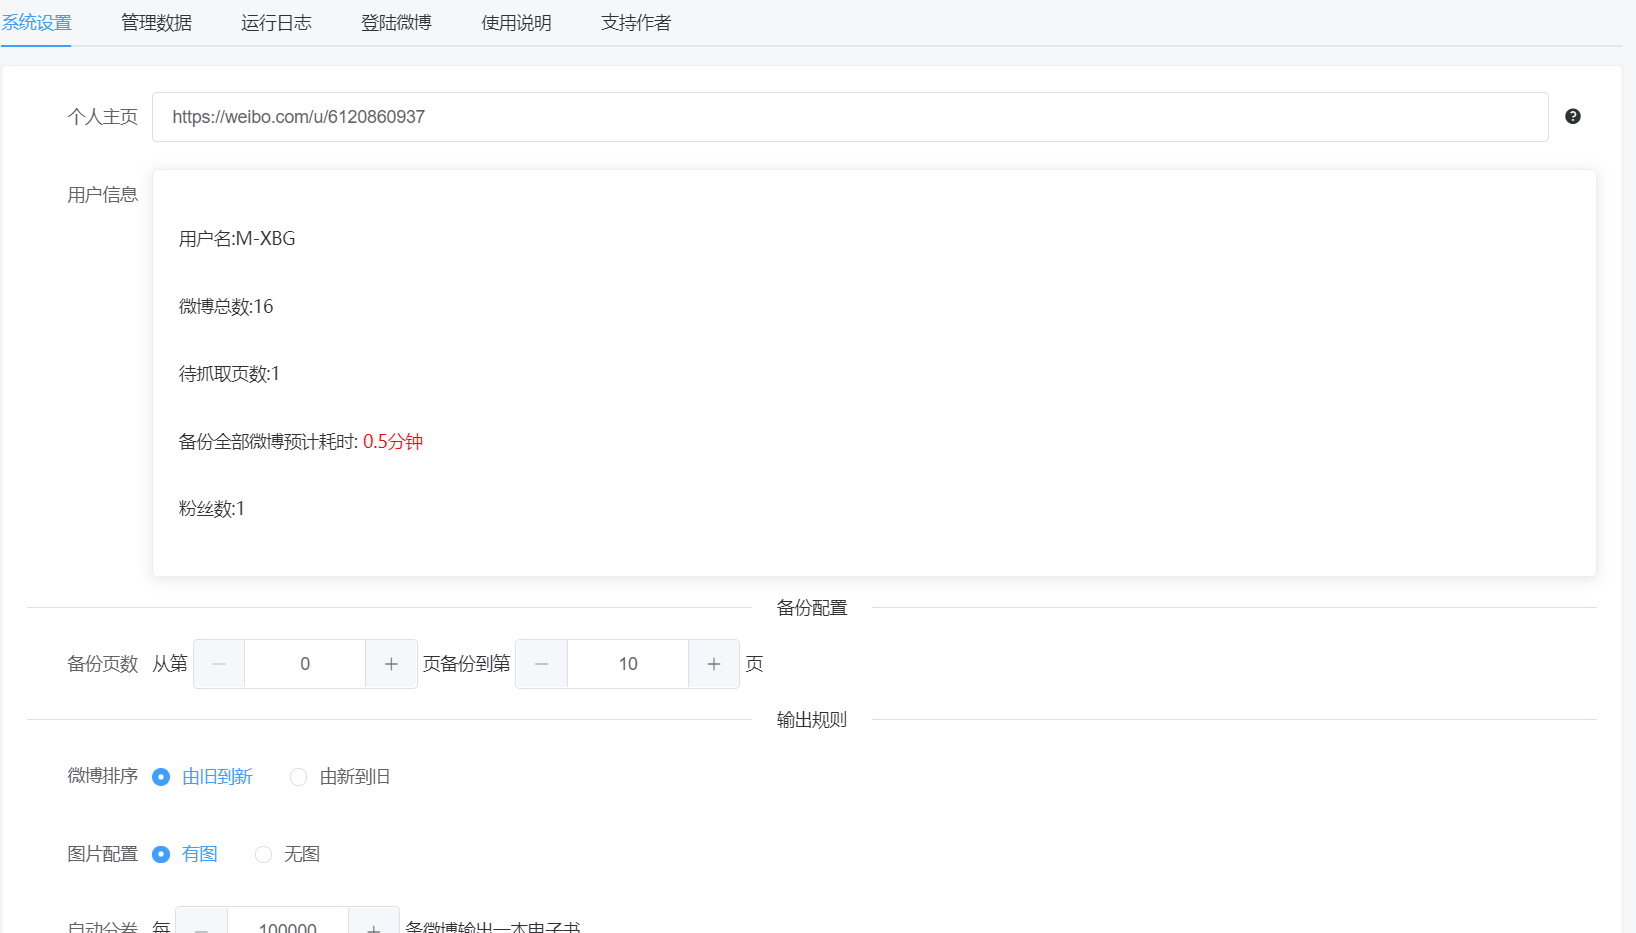 系统设置 管理数据 运行日志 登陆微博 使用说明 支持作者
个人主页 https://weibo.com/u/6120860937
用户信息
用户名:M-XBG
微博总数:16
待抓取页数:1
备份全部微博预计耗时: 0.5分钟
粉丝数:1
备份配置
备份页数 从第 0 页备份到第 10 页
输出规则
微博排序 由旧到新 由新到旧
图片配置 有图 无图
自动分卷 每 100000 条微博输出一本电子书